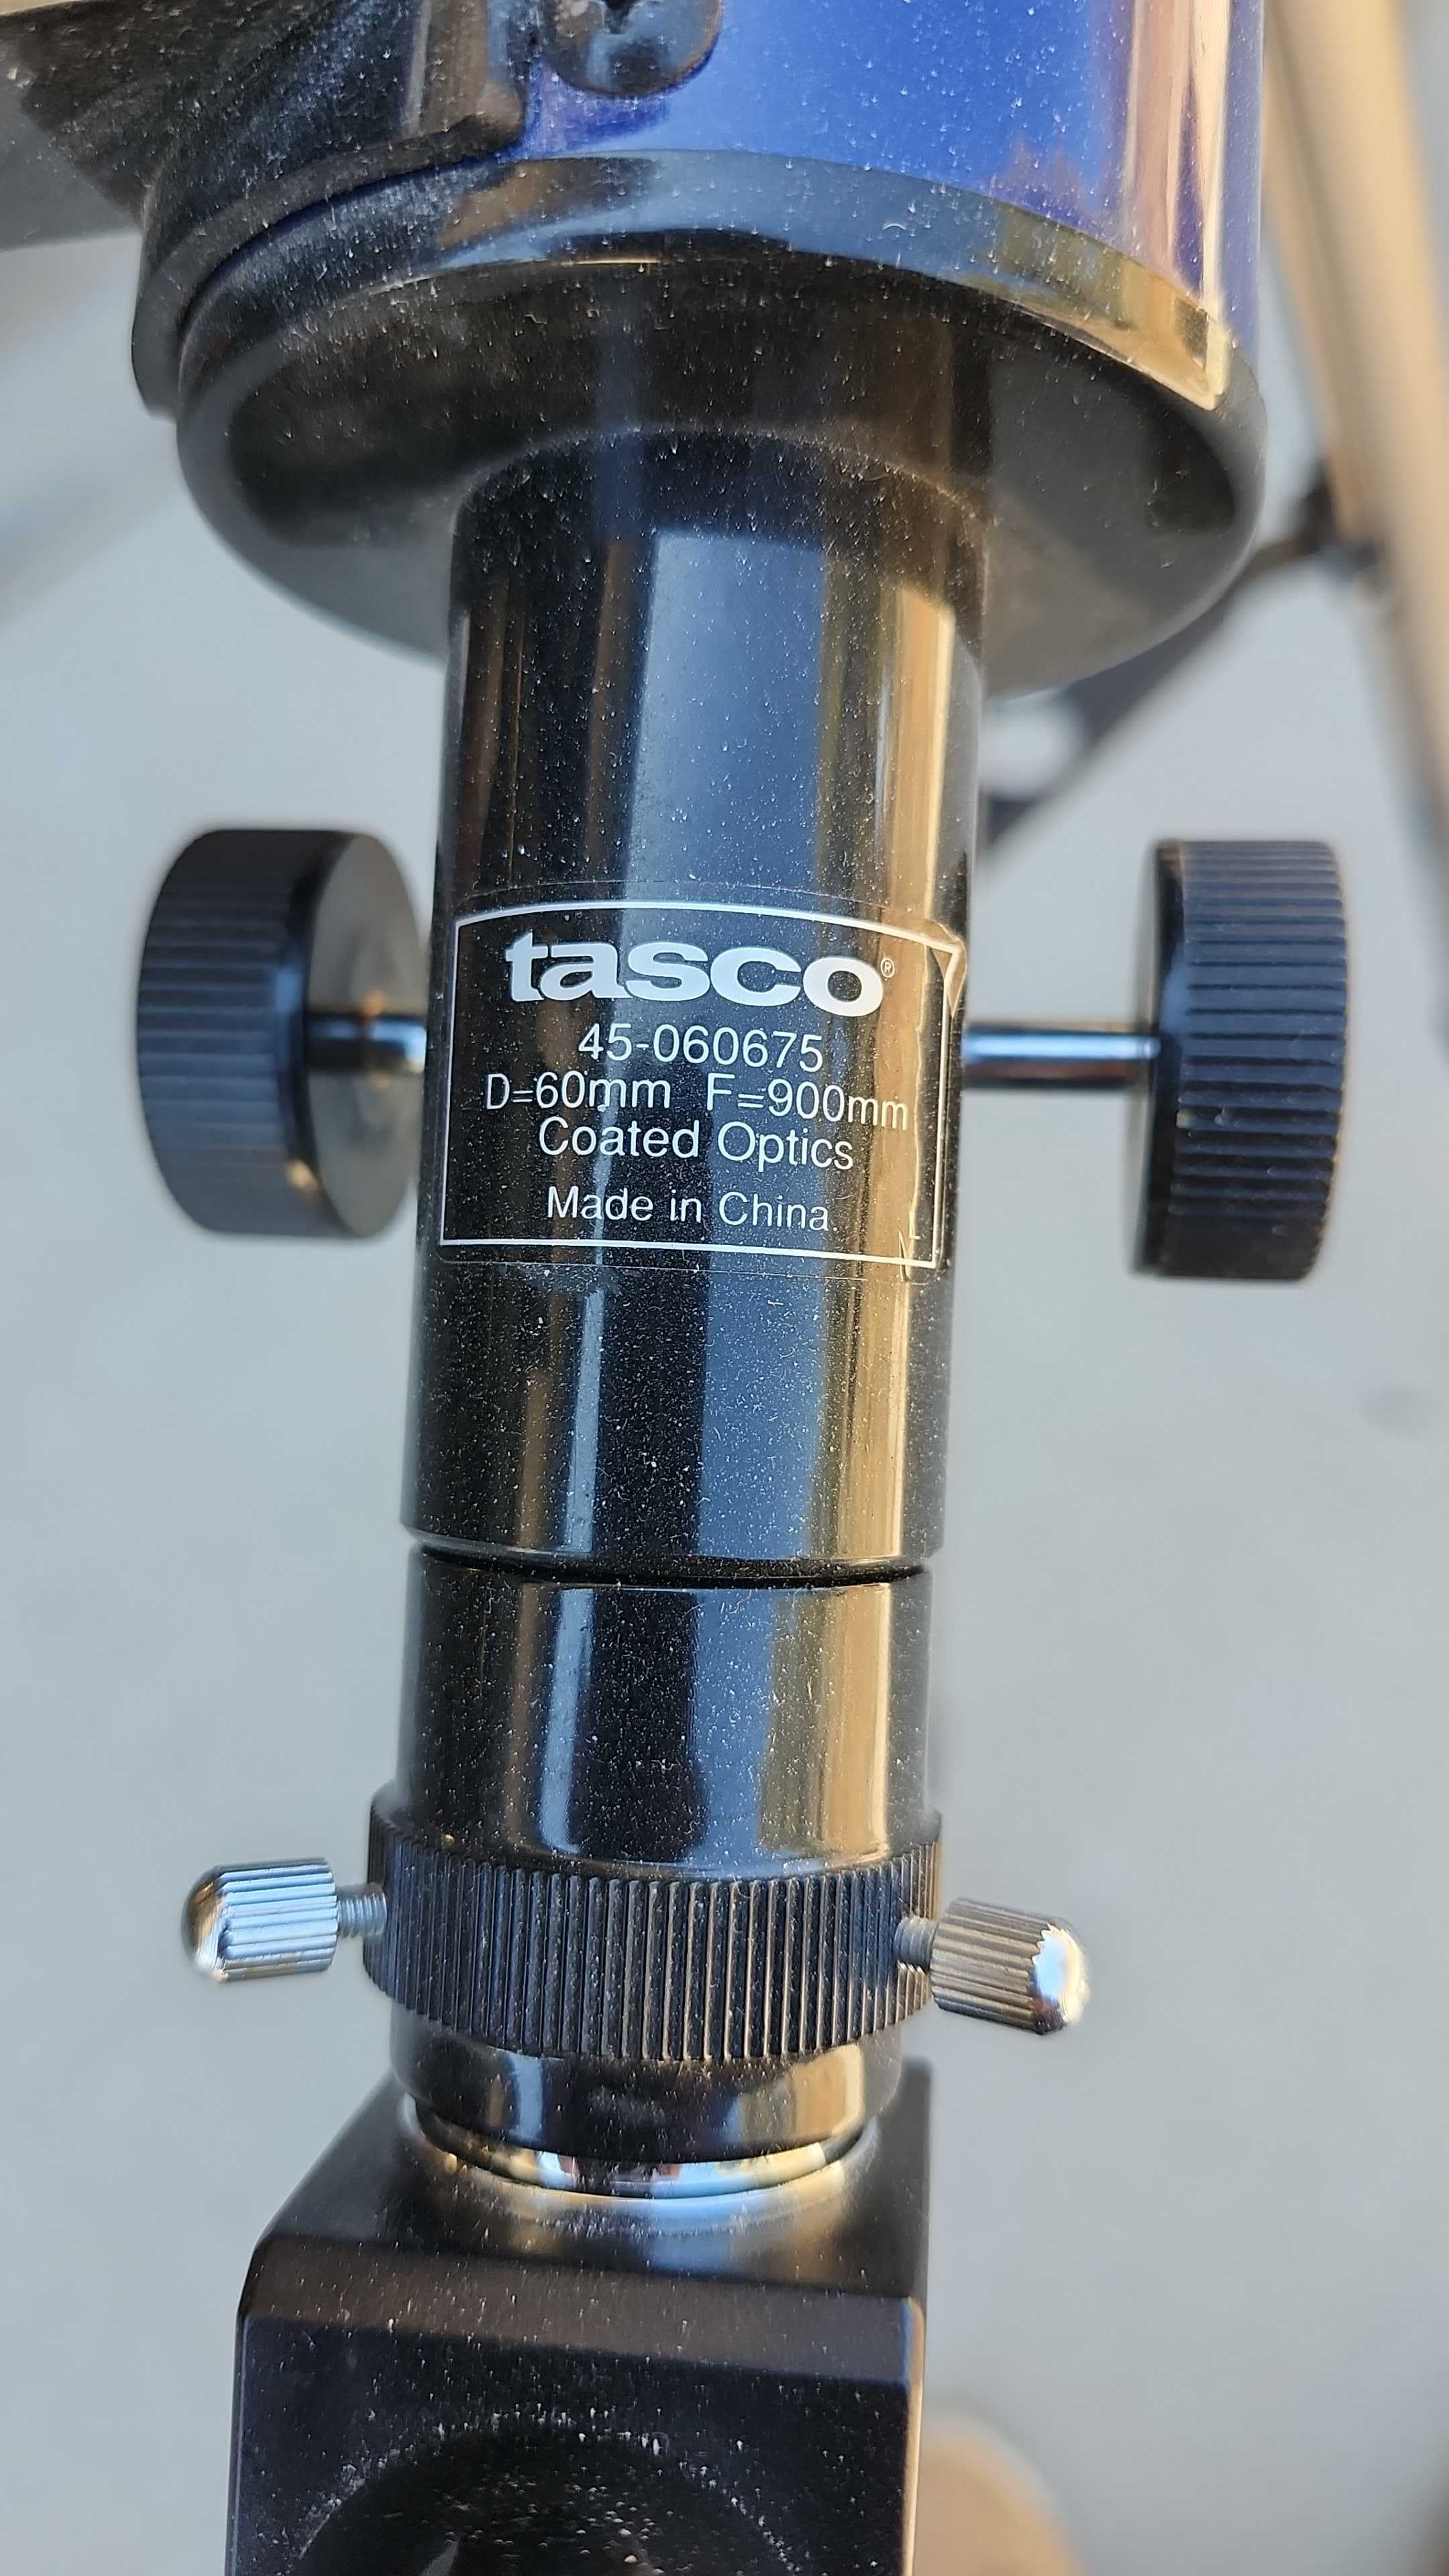 tasco®
45-060675
D=60mm F=900mm
Coated Optics
Made in China.